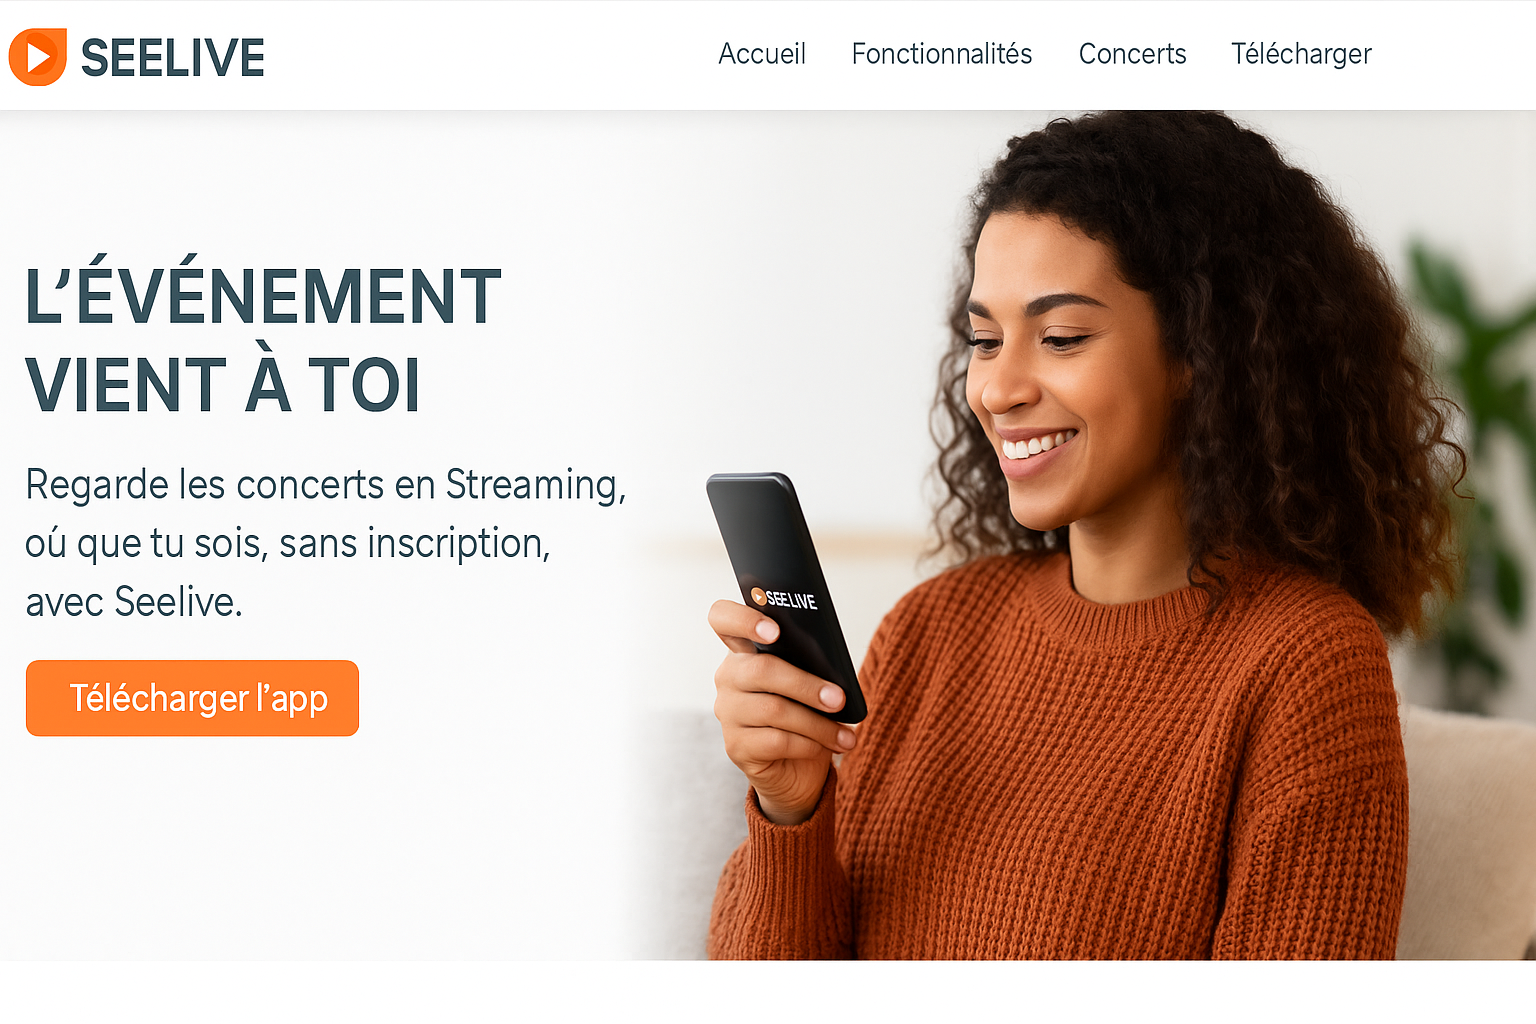 SEELIVE
Accueil Fonctionnalités Concerts Télécharger
L’ÉVÉNEMENT
VIENT À TOI
Regarde les concerts en Streaming,
oú que tu sois, sans inscription,
avec Seelive.
SEELIVE
Télécharger l’app